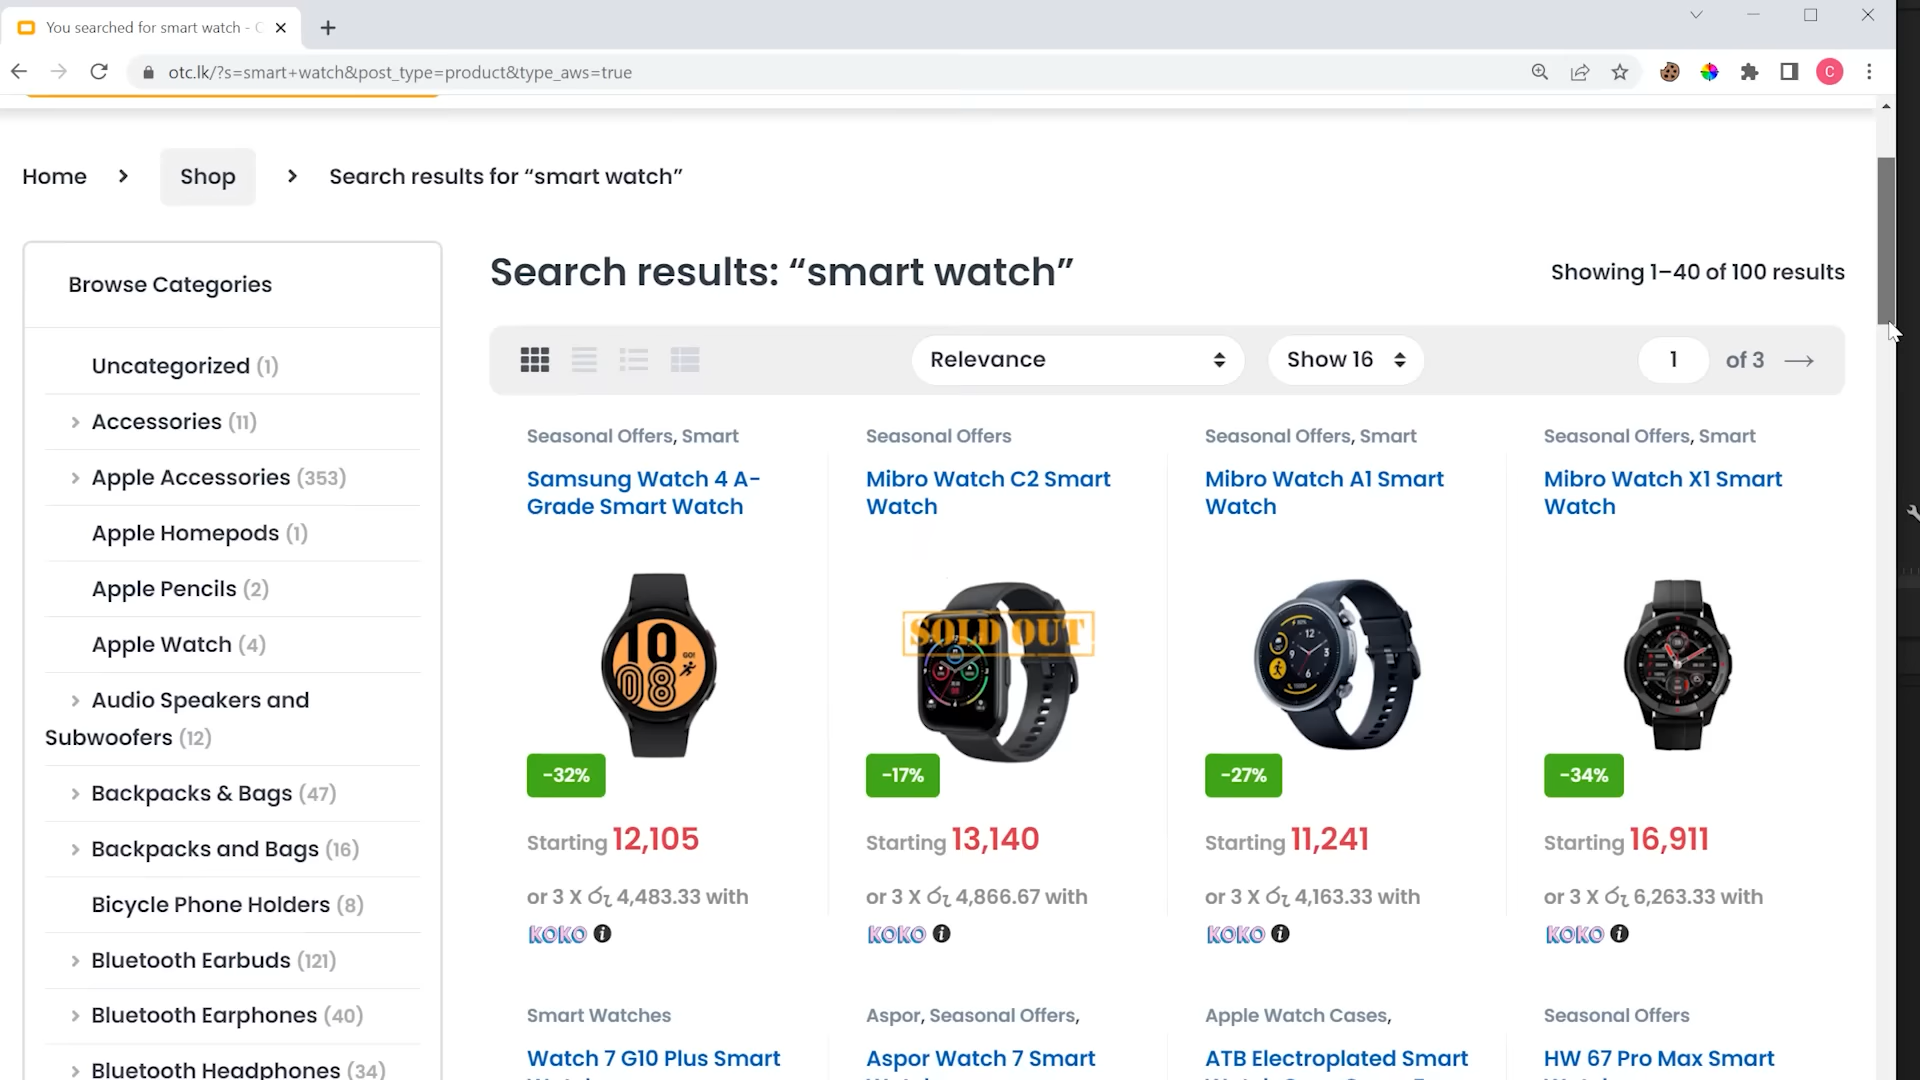 You searched for smart watch -
otc.lk/?s=smart+watch&post_type=product&type_aws=true
C
Home
Shop
Search results for “smart watch”
Browse Categories
Uncategorized (1)
Accessories (11)
Apple Accessories (353)
Apple Homepods (1)
Apple Pencils (2)
Apple Watch (4)
Audio Speakers and
Subwoofers (12)
Backpacks & Bags (47)
Backpacks and Bags (16)
Bicycle Phone Holders (8)
Bluetooth Earbuds (121)
Bluetooth Earphones (40)
Bluetooth Headphones (34)
Search results: “smart watch”
Showing 1–40 of 100 results
Relevance
Show 16
1 of 3
Seasonal Offers, Smart
Samsung Watch 4 A-
Grade Smart Watch
10
08
GO!
-32%
Starting 12,105
or 3 X රු 4,483.33 with
KOKO
Seasonal Offers
Mibro Watch C2 Smart
Watch
SOLD OUT
-17%
Starting 13,140
or 3 X රු 4,866.67 with
KOKO
Seasonal Offers, Smart
Mibro Watch A1 Smart
Watch
12
9
3
6
-27%
Starting 11,241
or 3 X රු 4,163.33 with
KOKO
Seasonal Offers, Smart
Mibro Watch X1 Smart
Watch
-34%
Starting 16,911
or 3 X රු 6,263.33 with
KOKO
Smart Watches
Watch 7 G10 Plus Smart
Aspor, Seasonal Offers,
Aspor Watch 7 Smart
Apple Watch Cases,
ATB Electroplated Smart
Seasonal Offers
HW 67 Pro Max Smart